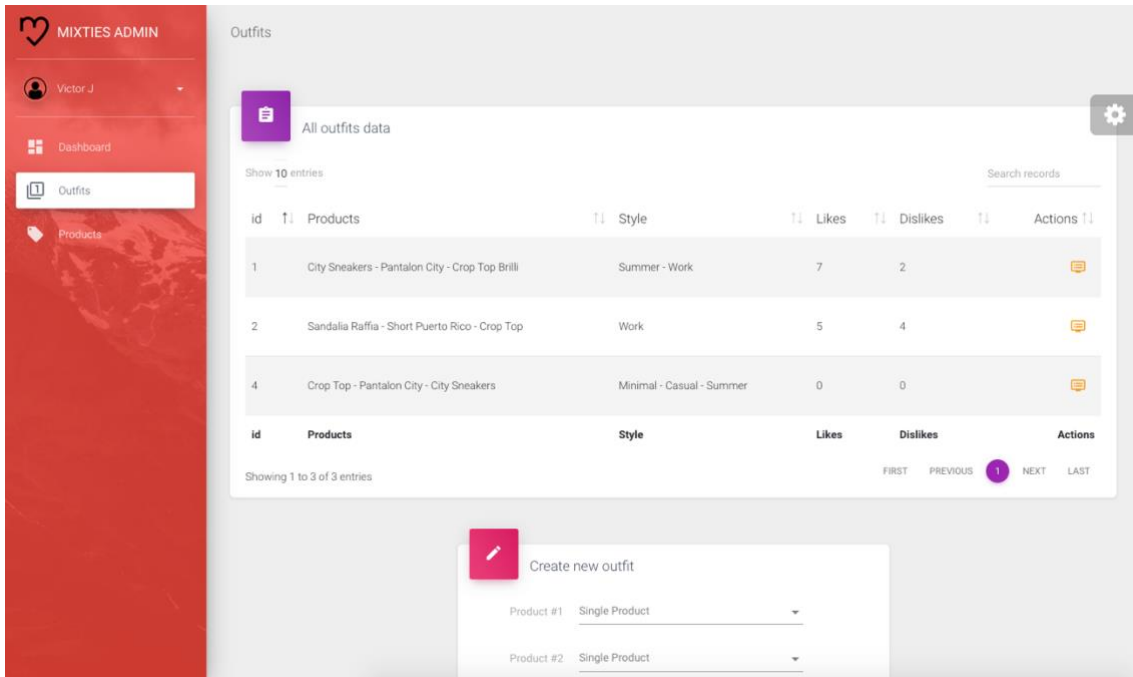 MIXTIES ADMIN
Victor J
Dashboard
1 Outfits
Products
Outfits
All outfits data
Show 10 entries
Search records
id Products Style Likes Dislikes Actions
1 City Sneakers - Pantalon City - Crop Top Brilli Summer - Work 7 2
2 Sandalia Raffia - Short Puerto Rico - Crop Top Work 5 4
4 Crop Top - Pantalon City - City Sneakers Minimal - Casual - Summer 0 0
id Products Style Likes Dislikes Actions
Showing 1 to 3 of 3 entries
FIRST PREVIOUS 1 NEXT LAST
Create new outfit
Product #1 Single Product
Product #2 Single Product